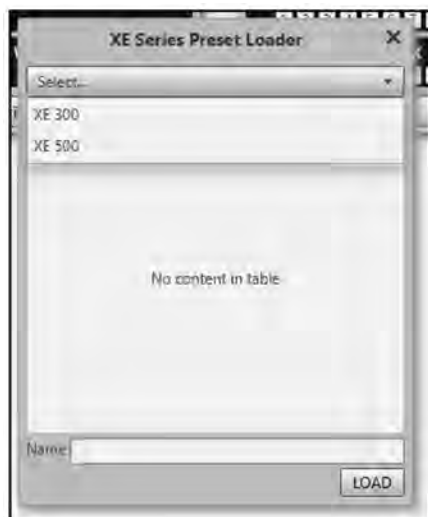 XE Series Preset Loader X
Select...
XE 300
XE 500
No content in table
Name
LOAD